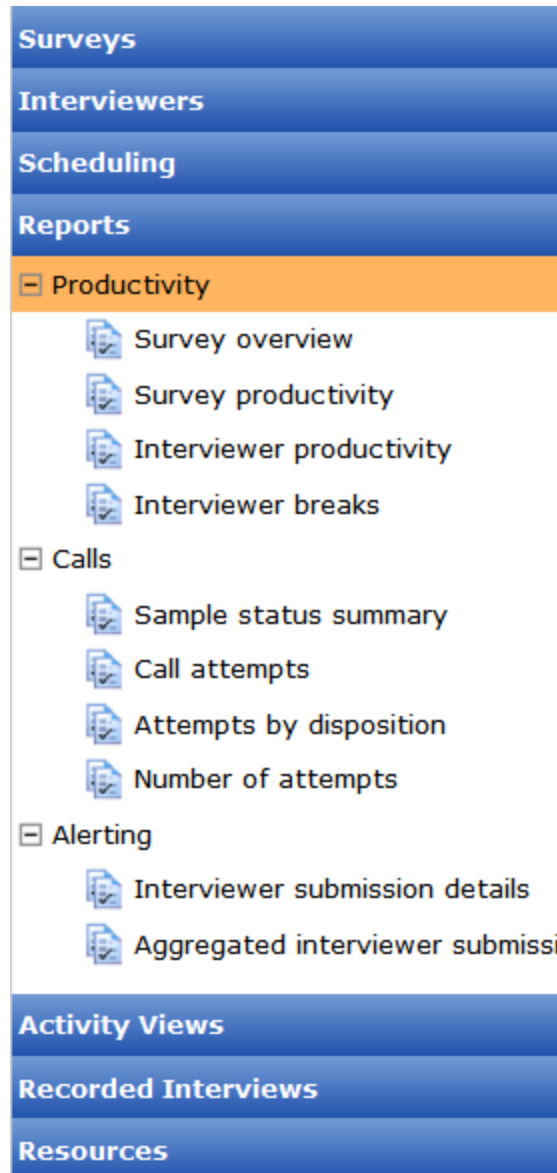 Surveys
Interviewers
Scheduling
Reports
Productivity
Survey overview
Survey productivity
Interviewer productivity
Interviewer breaks
Calls
Sample status summary
Call attempts
Attempts by disposition
Number of attempts
Alerting
Interviewer submission details
Aggregated interviewer submissi
Activity Views
Recorded Interviews
Resources